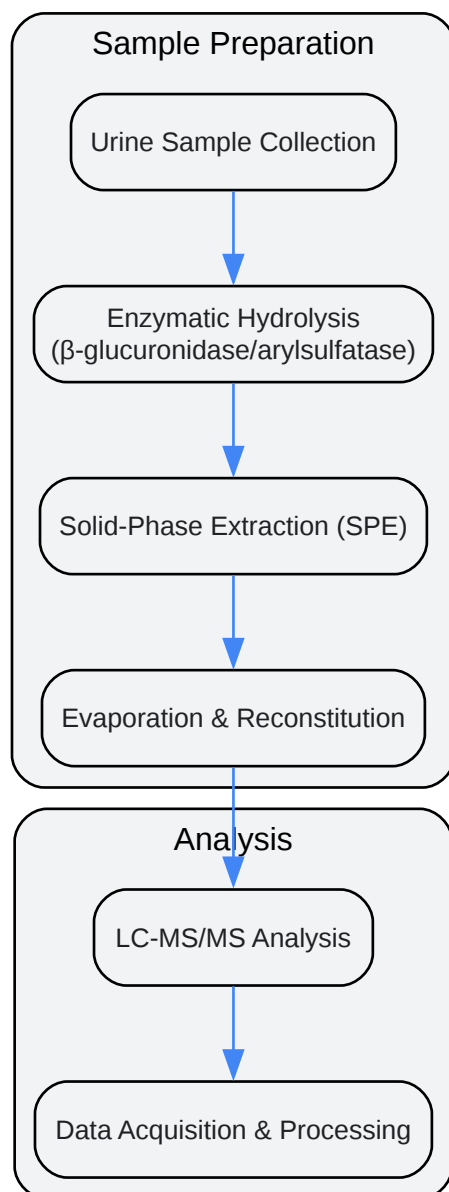 Sample Preparation
Urine Sample Collection
Enzymatic Hydrolysis
(β-glucuronidase/arylsulfatase)
Solid-Phase Extraction (SPE)
Evaporation & Reconstitution
Analysis
LC-MS/MS Analysis
Data Acquisition & Processing